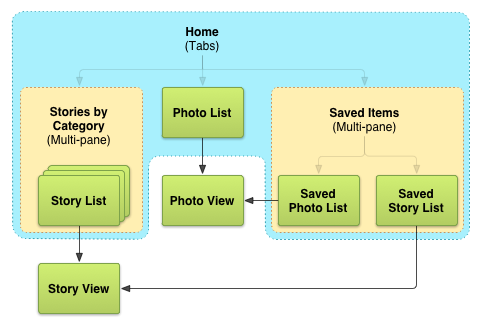 Home
(Tabs)
Stories by
Category
(Multi-pane)
Photo List
Saved Items
(Multi-pane)
Story List
Photo View
Saved
Photo List
Saved
Story List
Story View